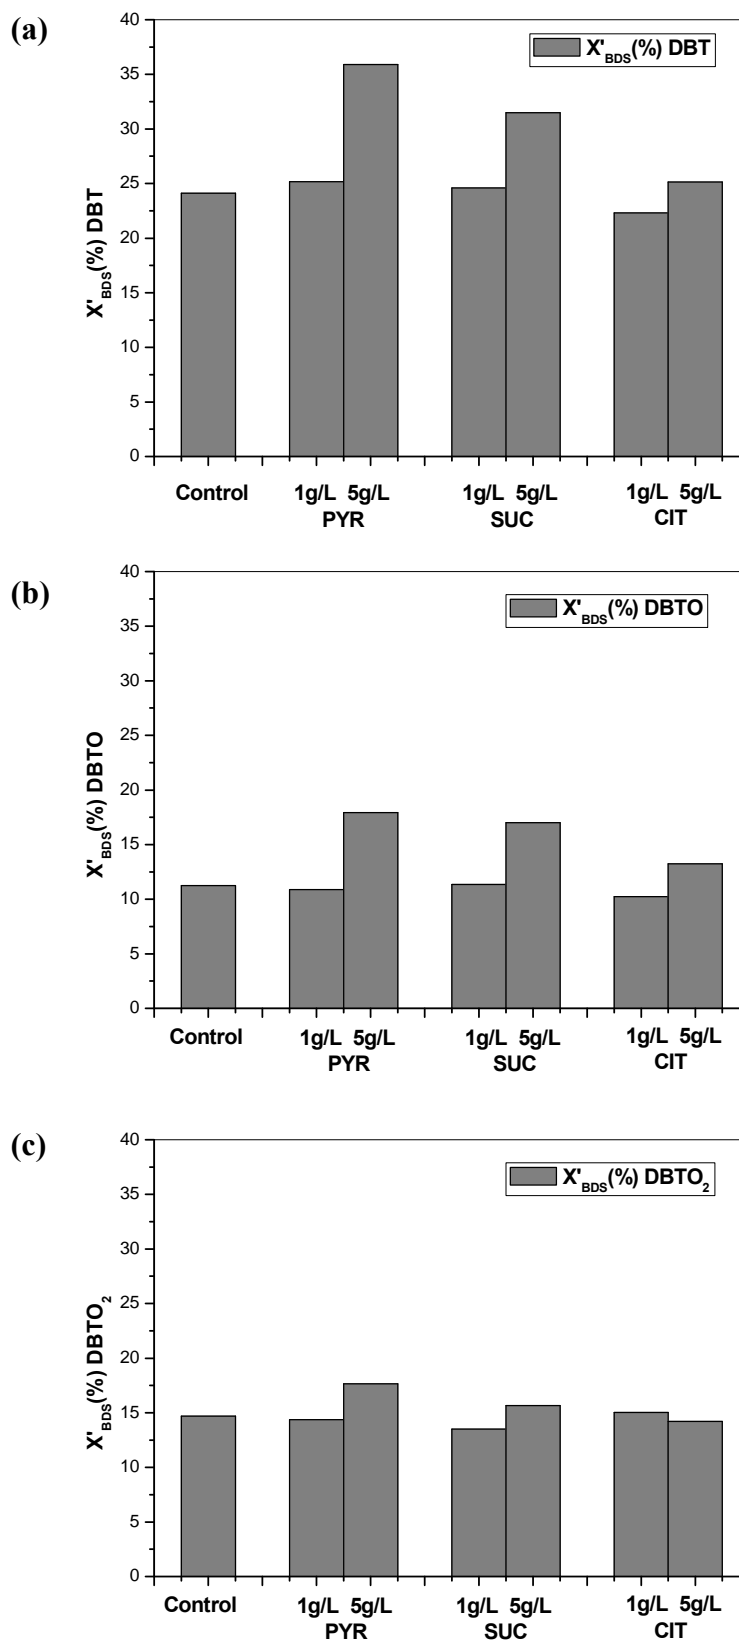 (a)
40
35
30
25
20
15
10
5
0
X'BDS(%) DBT
X'BDS(%) DBT
Control
1g/L 5g/L
PYR
1g/L 5g/L
SUC
1g/L 5g/L
CIT
(b)
40
35
30
25
20
15
10
5
0
X'BDS(%) DBTO
X'BDS(%) DBTO
Control
1g/L 5g/L
PYR
1g/L 5g/L
SUC
1g/L 5g/L
CIT
(c)
40
35
30
25
20
15
10
5
0
X'BDS(%) DBTO2
X'BDS(%) DBTO2
Control
1g/L 5g/L
PYR
1g/L 5g/L
SUC
1g/L 5g/L
CIT